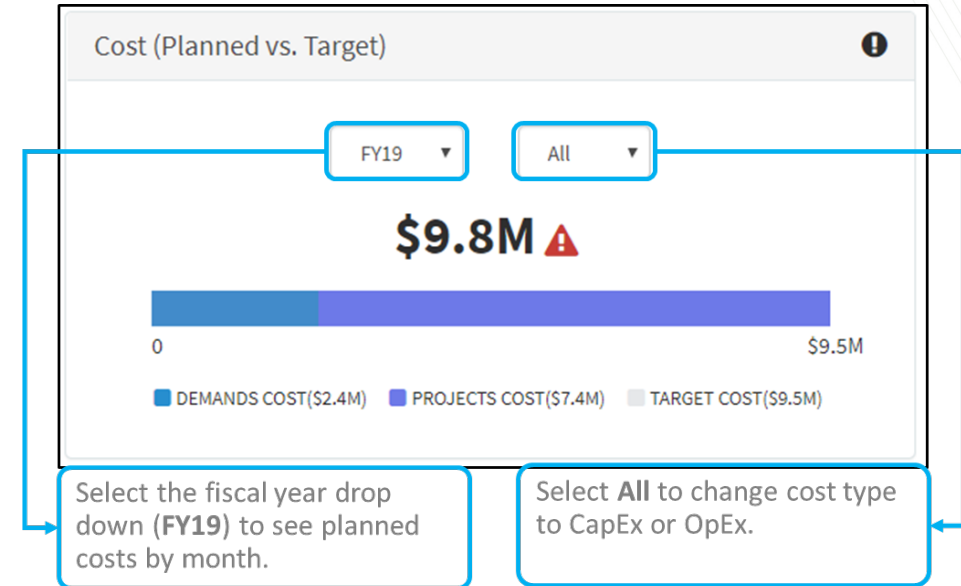 Cost (Planned vs. Target)
FY19 All
$9.8M
0 $9.5M
DEMANDS COST($2.4M) PROJECTS COST($7.4M) TARGET COST($9.5M)
Select the fiscal year drop
down (FY19) to see planned
costs by month.
Select All to change cost type
to CapEx or OpEx.